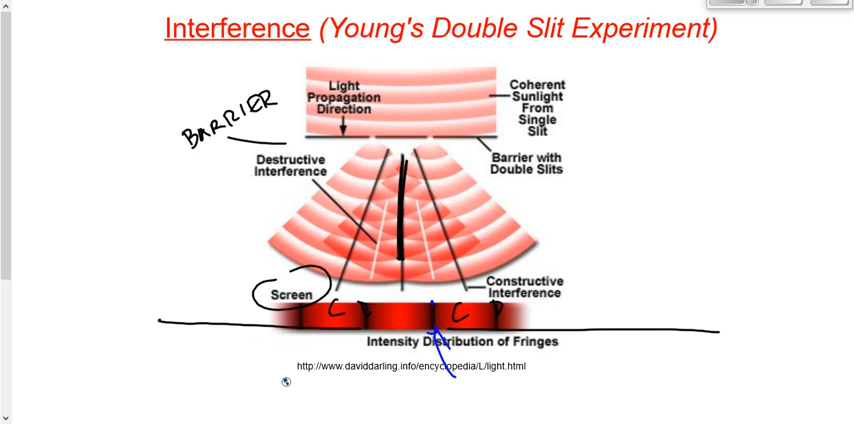 Interference (Young's Double Slit Experiment)
Light
Propagation
Direction
Coherent
Sunlight
From
Single
Slit
BARRIER
Destructive
Interference
Barrier with
Double Slits
Constructive
Interference
Screen
C
C D
Intensity Distribution of Fringes
http://www.daviddarling.info/encyclopedia/L/light.html